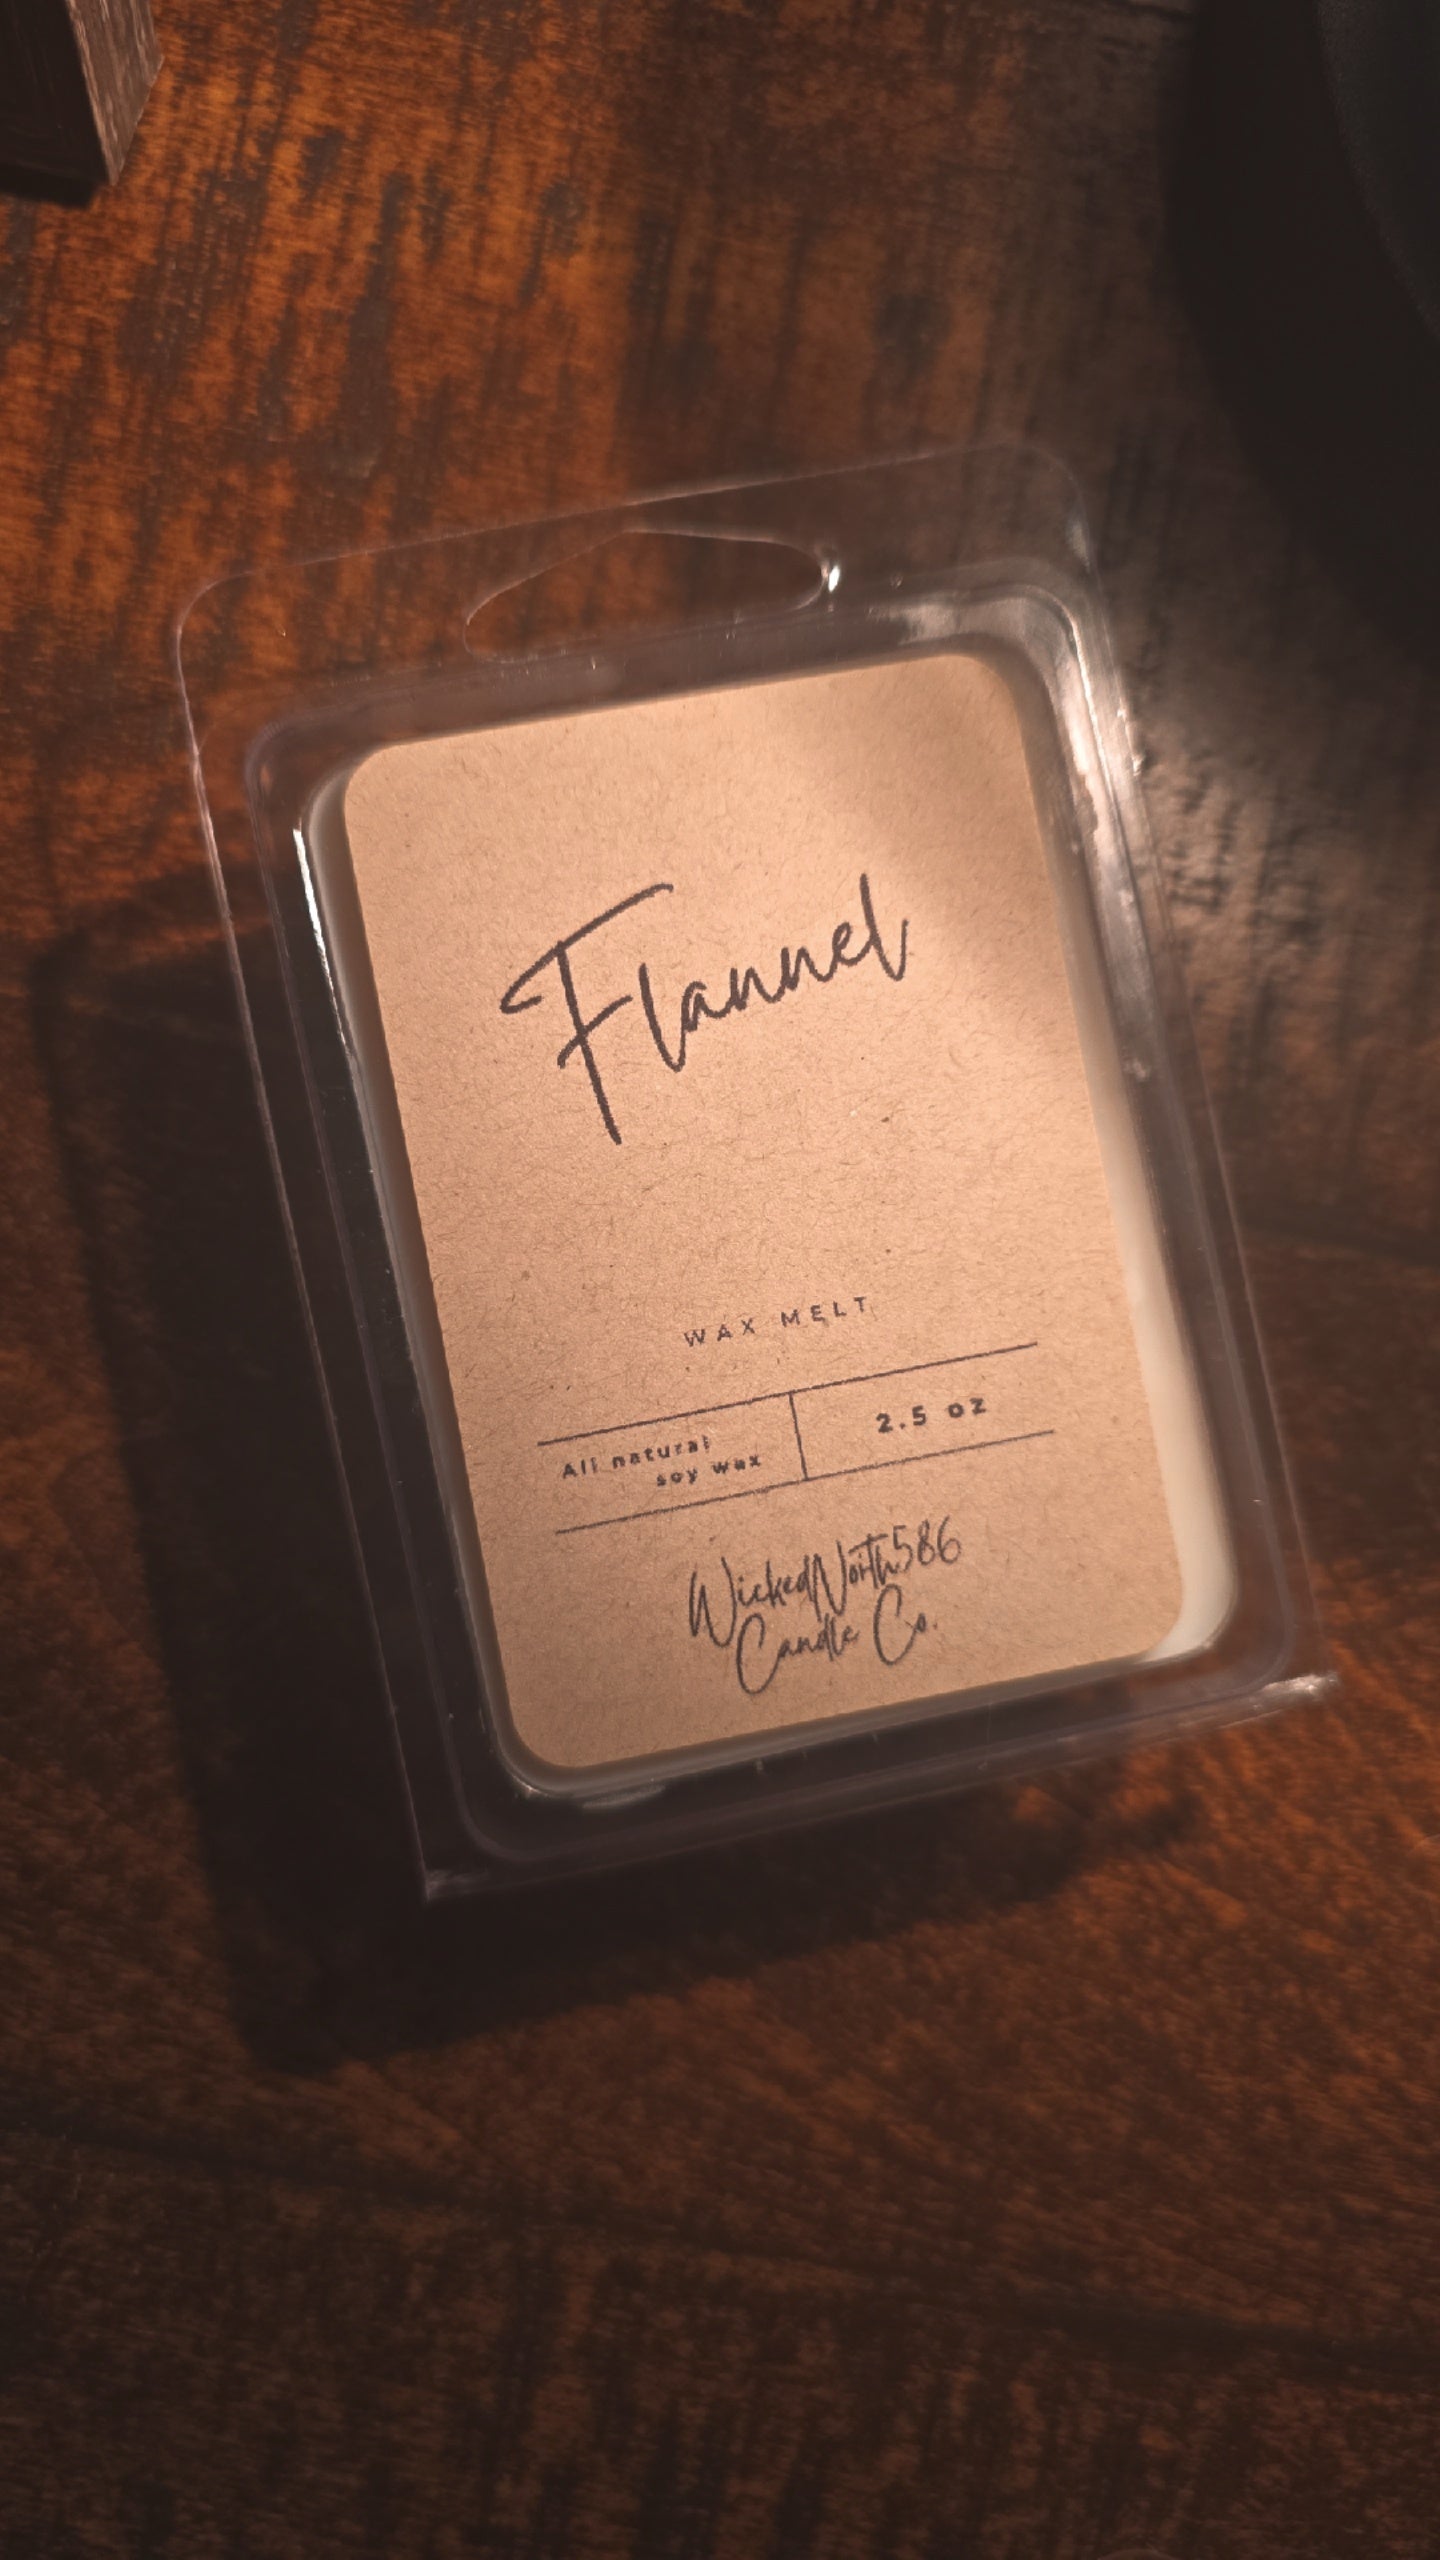 Flannel
WAX MELT
All natural
soy wax
2.5 oz
WickedNorth586
Candle Co.